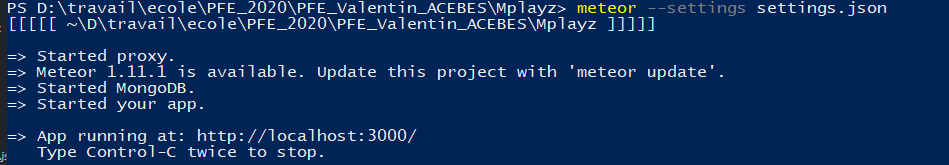 PS D:\travail\ecole\PFE_2020\PFE_Valentin_ACEBES\Mplayz> meteor --settings settings.json
[[[[[ ~\D\travail\ecole\PFE_2020\PFE_Valentin_ACEBES\Mplayz ]]]]]
=> Started proxy.
=> Meteor 1.11.1 is available. Update this project with 'meteor update'.
=> Started MongoDB.
=> Started your app.
=> App running at: http://localhost:3000/
Type Control-C twice to stop.